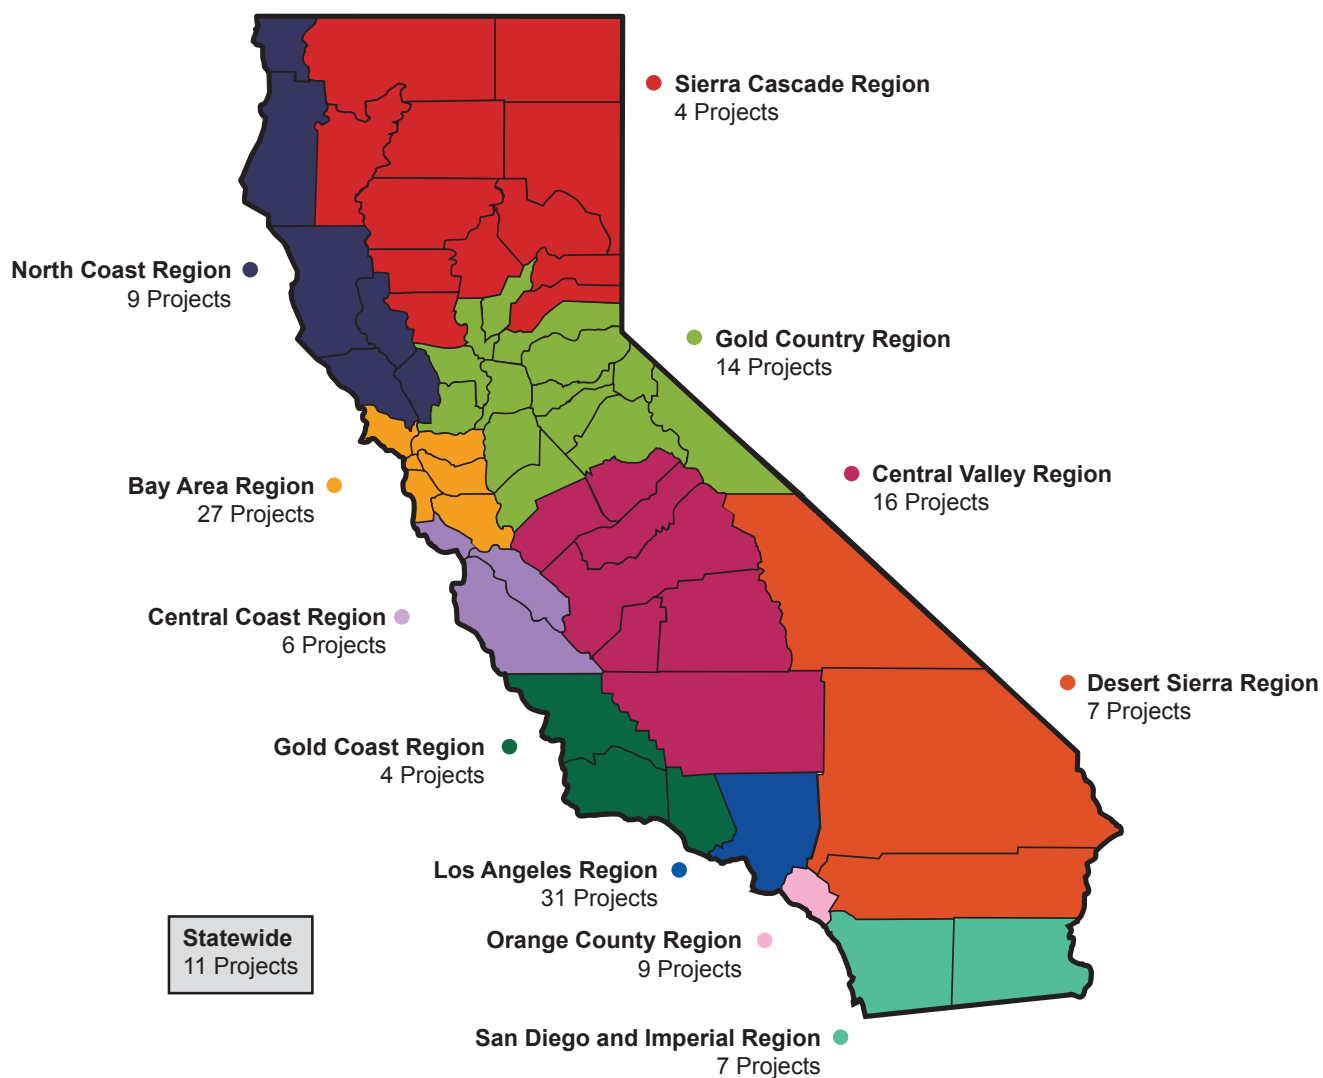 Sierra Cascade Region
4 Projects
North Coast Region
9 Projects
Gold Country Region
14 Projects
Central Valley Region
16 Projects
Bay Area Region
27 Projects
Central Coast Region
6 Projects
Desert Sierra Region
7 Projects
Gold Coast Region
4 Projects
Los Angeles Region
31 Projects
Statewide
11 Projects
Orange County Region
9 Projects
San Diego and Imperial Region
7 Projects